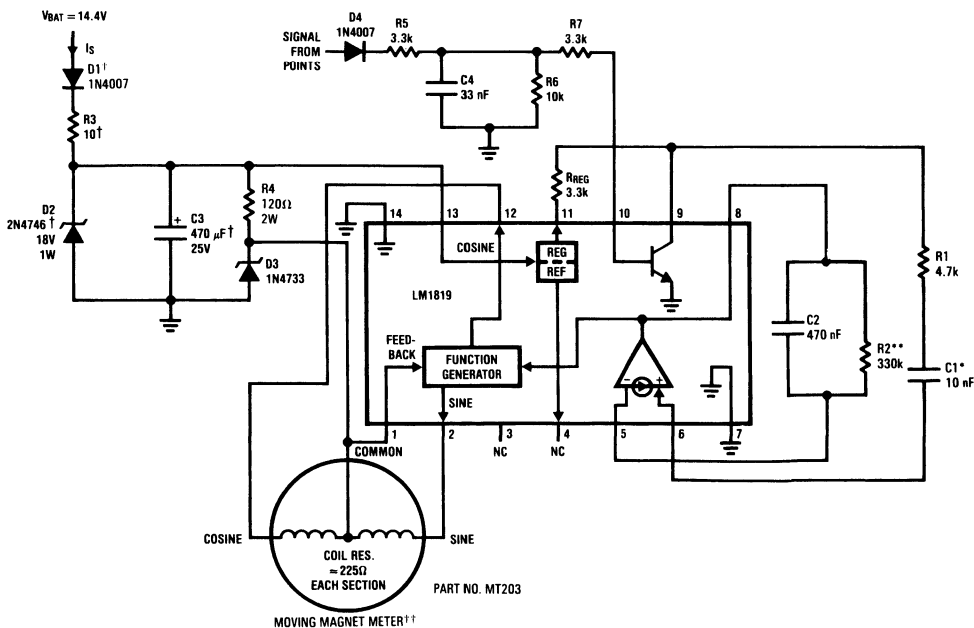 VBAT = 14.4V
IS
D1†
1N4007
R3
10†
D2
2N4746†
18V
1W
C3
+
470 µF†
25V
R4
120Ω
2W
D3
1N4733
SIGNAL
FROM
POINTS
D4
1N4007
R5
3.3k
C4
33 nF
R6
10k
R7
3.3k
RREG
3.3k
14
13
12
11
10
9
8
COSINE
REG
REF
LM1819
FEED-
BACK
FUNCTION
GENERATOR
SINE
- +
1
2
3
4
5
6
7
COMMON
NC
NC
C2
470 nF
R2**
330k
R1
4.7k
C1*
10 nF
COSINE
SINE
COIL RES.
≈225Ω
EACH SECTION
PART NO. MT203
MOVING MAGNET METER††